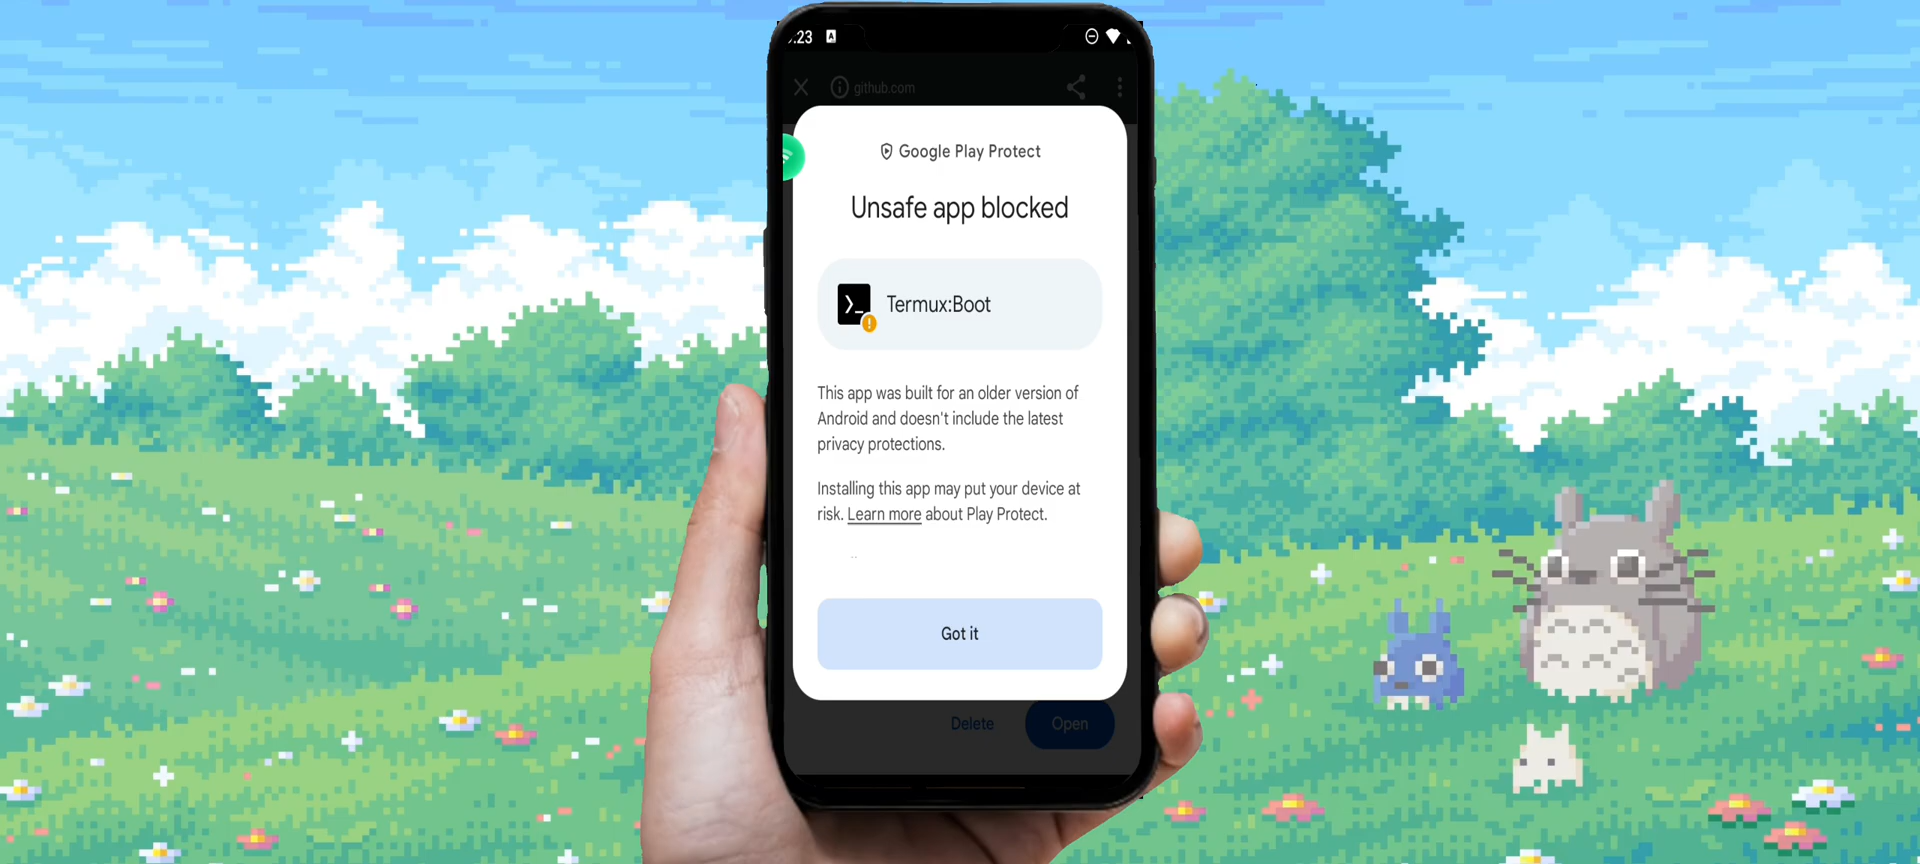 :23
github.com
Google Play Protect
Unsafe app blocked
Termux:Boot
This app was built for an older version of
Android and doesn't include the latest
privacy protections.
Installing this app may put your device at
risk. Learn more about Play Protect.
Got it
Delete Open